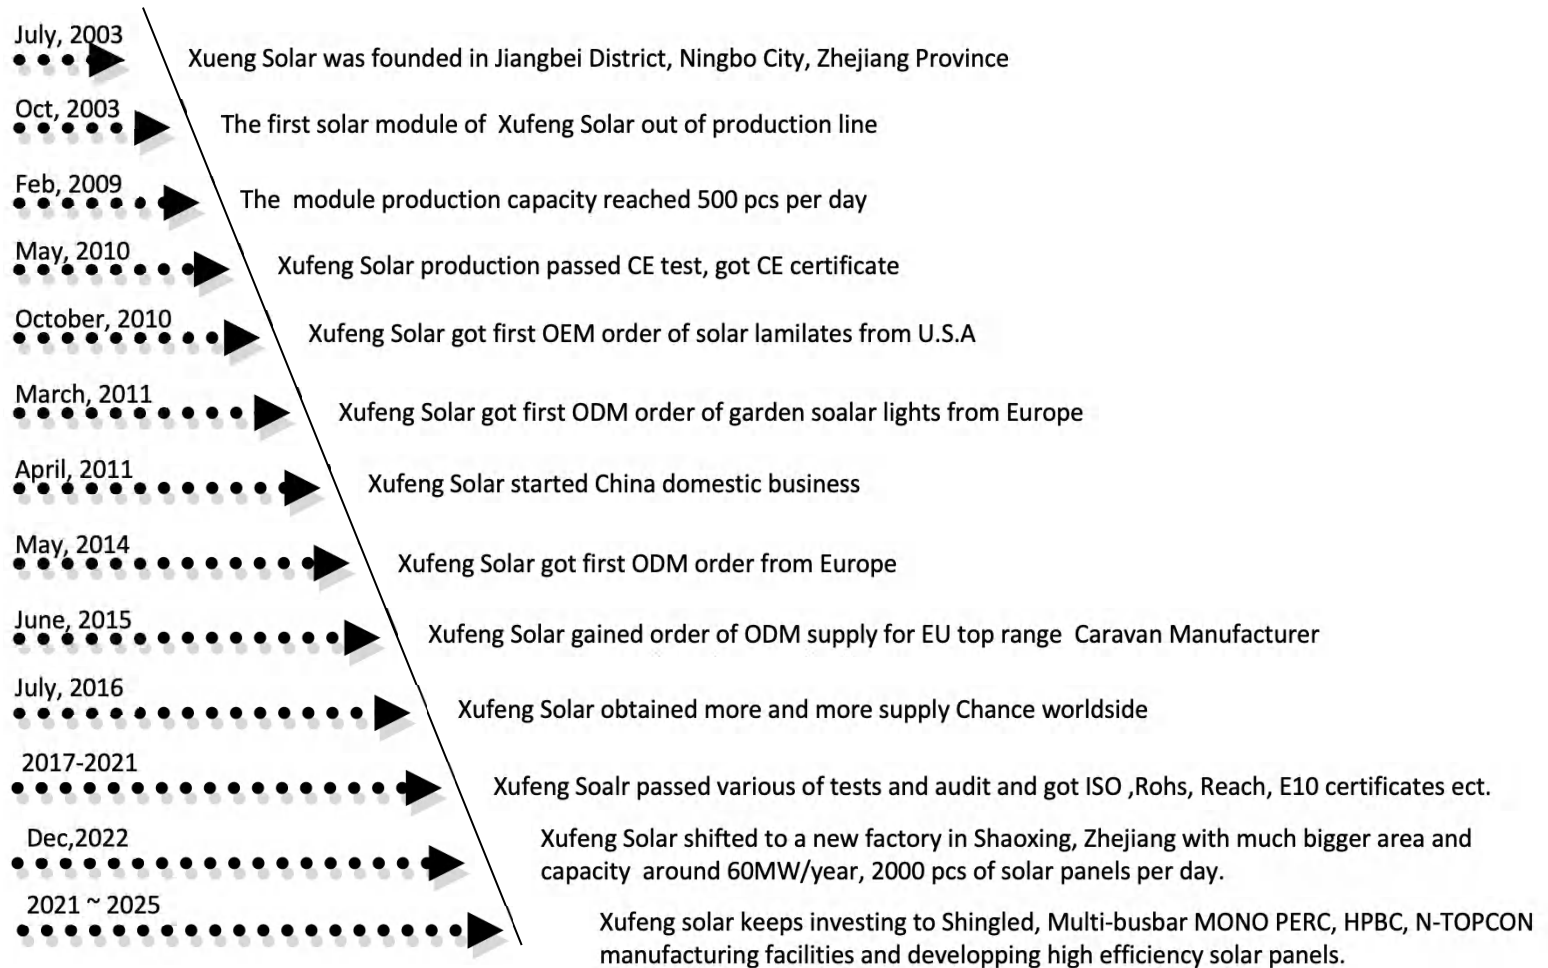 July, 2003
Xueng Solar was founded in Jiangbei District, Ningbo City, Zhejiang Province
Oct, 2003
The first solar module of Xufeng Solar out of production line
Feb, 2009
The module production capacity reached 500 pcs per day
May, 2010
Xufeng Solar production passed CE test, got CE certificate
October, 2010
Xufeng Solar got first OEM order of solar lamilates from U.S.A
March, 2011
Xufeng Solar got first ODM order of garden soalar lights from Europe
April, 2011
Xufeng Solar started China domestic business
May, 2014
Xufeng Solar got first ODM order from Europe
June, 2015
Xufeng Solar gained order of ODM supply for EU top range Caravan Manufacturer
July, 2016
Xufeng Solar obtained more and more supply Chance worldside
2017-2021
Xufeng Soalr passed various of tests and audit and got ISO ,Rohs, Reach, E10 certificates ect.
Dec,2022
Xufeng Solar shifted to a new factory in Shaoxing, Zhejiang with much bigger area and
capacity around 60MW/year, 2000 pcs of solar panels per day.
2021 ~ 2025
Xufeng solar keeps investing to Shingled, Multi-busbar MONO PERC, HPBC, N-TOPCON
manufacturing facilities and developping high efficiency solar panels.